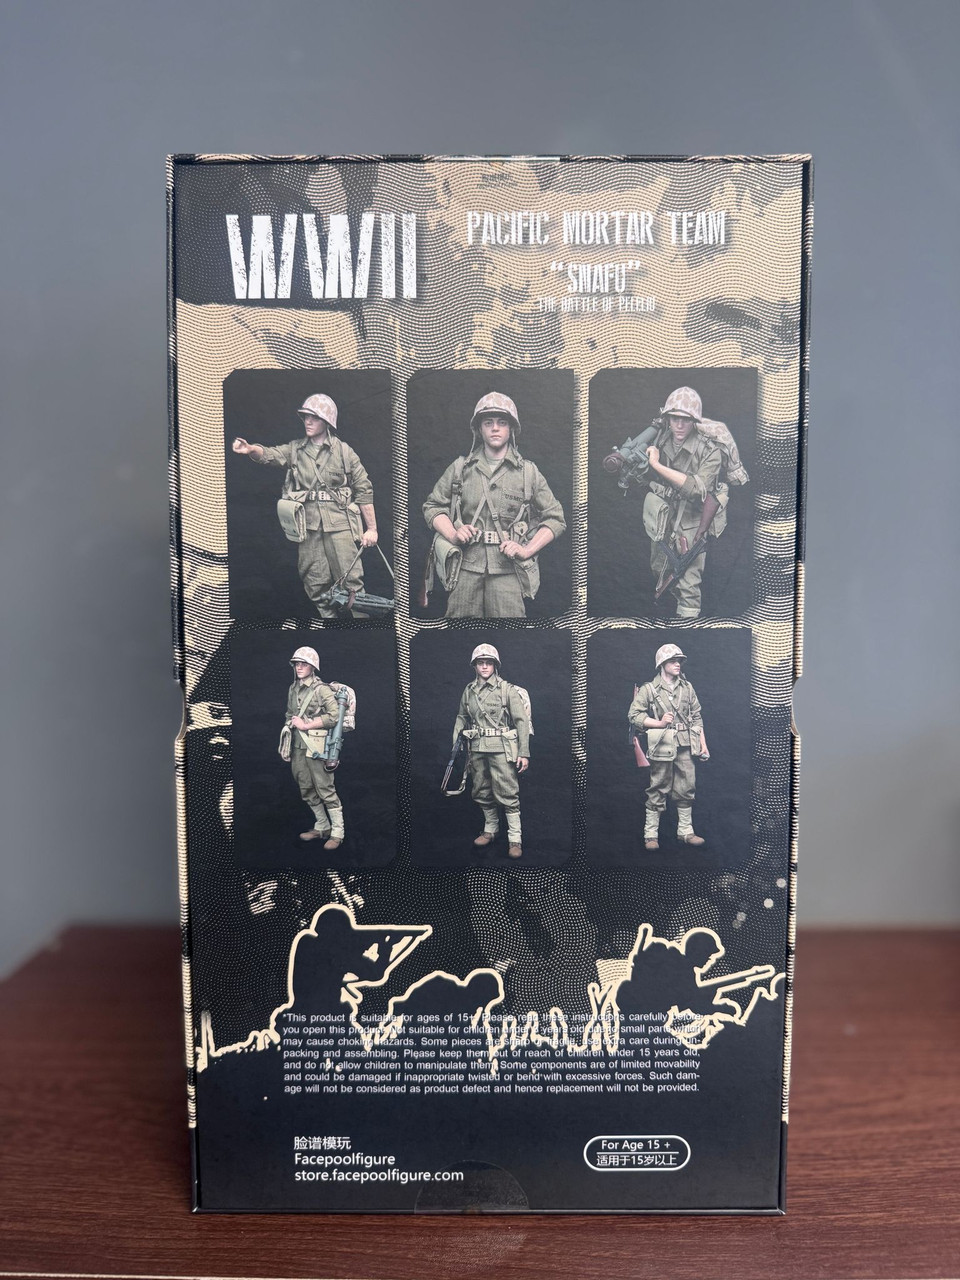 WWII
PACIFIC MORTAR TEAM
"SNAFU"
THE BATTLE OF PELELIU
*This product is suitable for ages of 15+. Please read these instructions carefully before
you open this product. Not suitable for children under 3 years old due to small parts which
may cause choking hazards. Some pieces are sharp or fragile, use extra care during un-
packing and assembling. Please keep them out of reach of children under 15 years old,
and do not allow children to manipulate them. Some components are of limited movability
and could be damaged if inappropriate twisted or bend with excessive forces. Such dam-
age will not be considered as product defect and hence replacement will not be provided.
脸谱模玩
Facepoolfigure
store.facepoolfigure.com
For Age 15 +
适用于15岁以上